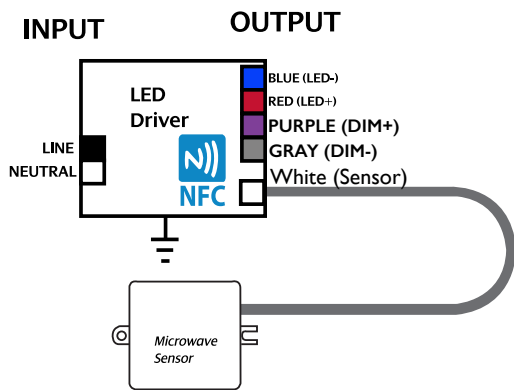 INPUT
OUTPUT
LED
Driver
LINE
NEUTRAL
NFC
BLUE (LED-)
RED (LED+)
PURPLE (DIM+)
GRAY (DIM-)
White (Sensor)
Microwave
Sensor